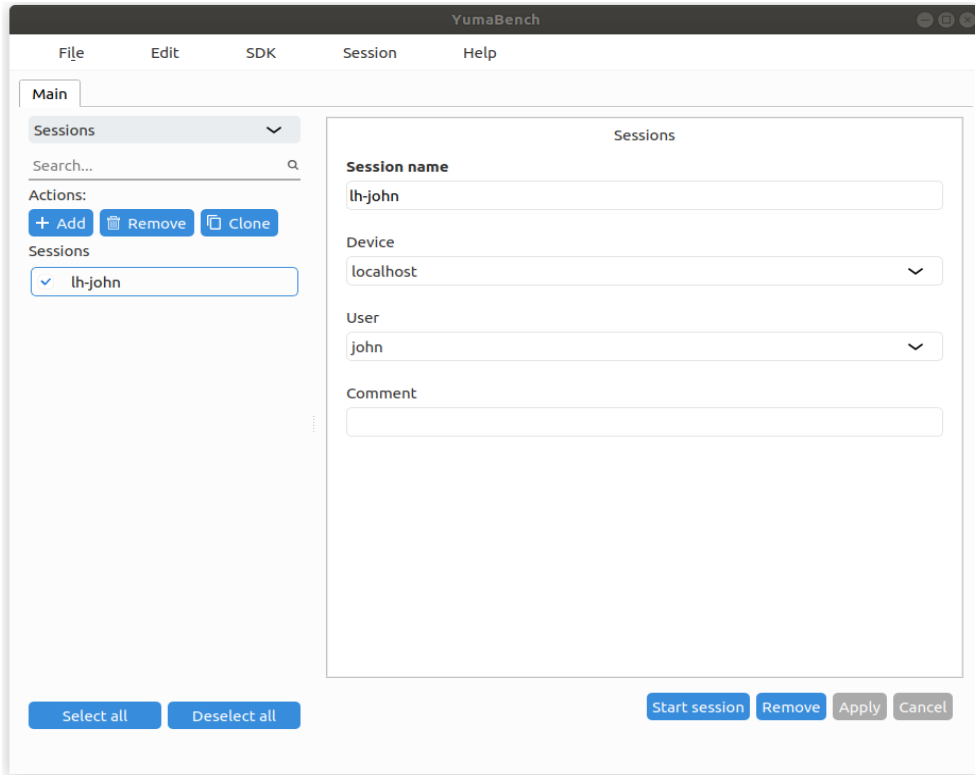 YumaBench
File Edit SDK Session Help
Main
Sessions
Search...
Actions:
Add Remove Clone
Sessions
lh-john
Sessions
Session name
lh-john
Device
localhost
User
john
Comment
Select all Deselect all
Start session Remove Apply Cancel